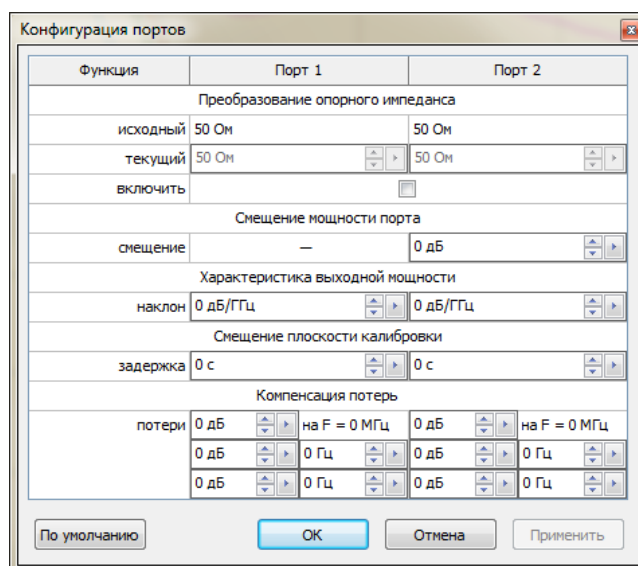 Конфигурация портов
Функция Порт 1 Порт 2
Преобразование опорного импеданса
исходный 50 Ом 50 Ом
текущий 50 Ом 50 Ом
включить
Смещение мощности порта
смещение — 0 дБ
Характеристика выходной мощности
наклон 0 дБ/ГГц 0 дБ/ГГц
Смещение плоскости калибровки
задержка 0 с 0 с
Компенсация потерь
потери 0 дБ на F = 0 МГц 0 дБ на F = 0 МГц
0 дБ 0 Гц 0 дБ 0 Гц
0 дБ 0 Гц 0 дБ 0 Гц
По умолчанию OK Отмена Применить